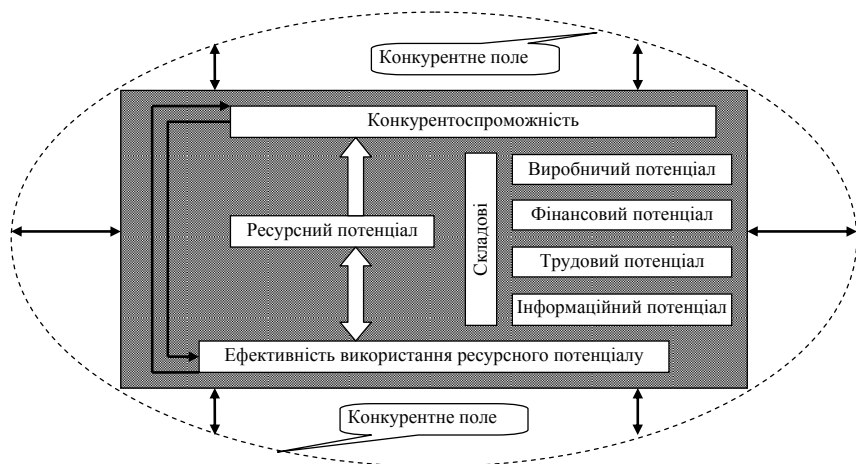 Конкурентне поле
Конкурентоспроможність
Виробничий потенціал
Фінансовий потенціал
Ресурсний потенціал
Складові
Трудовий потенціал
Інформаційний потенціал
Ефективність використання ресурсного потенціалу
Конкурентне поле